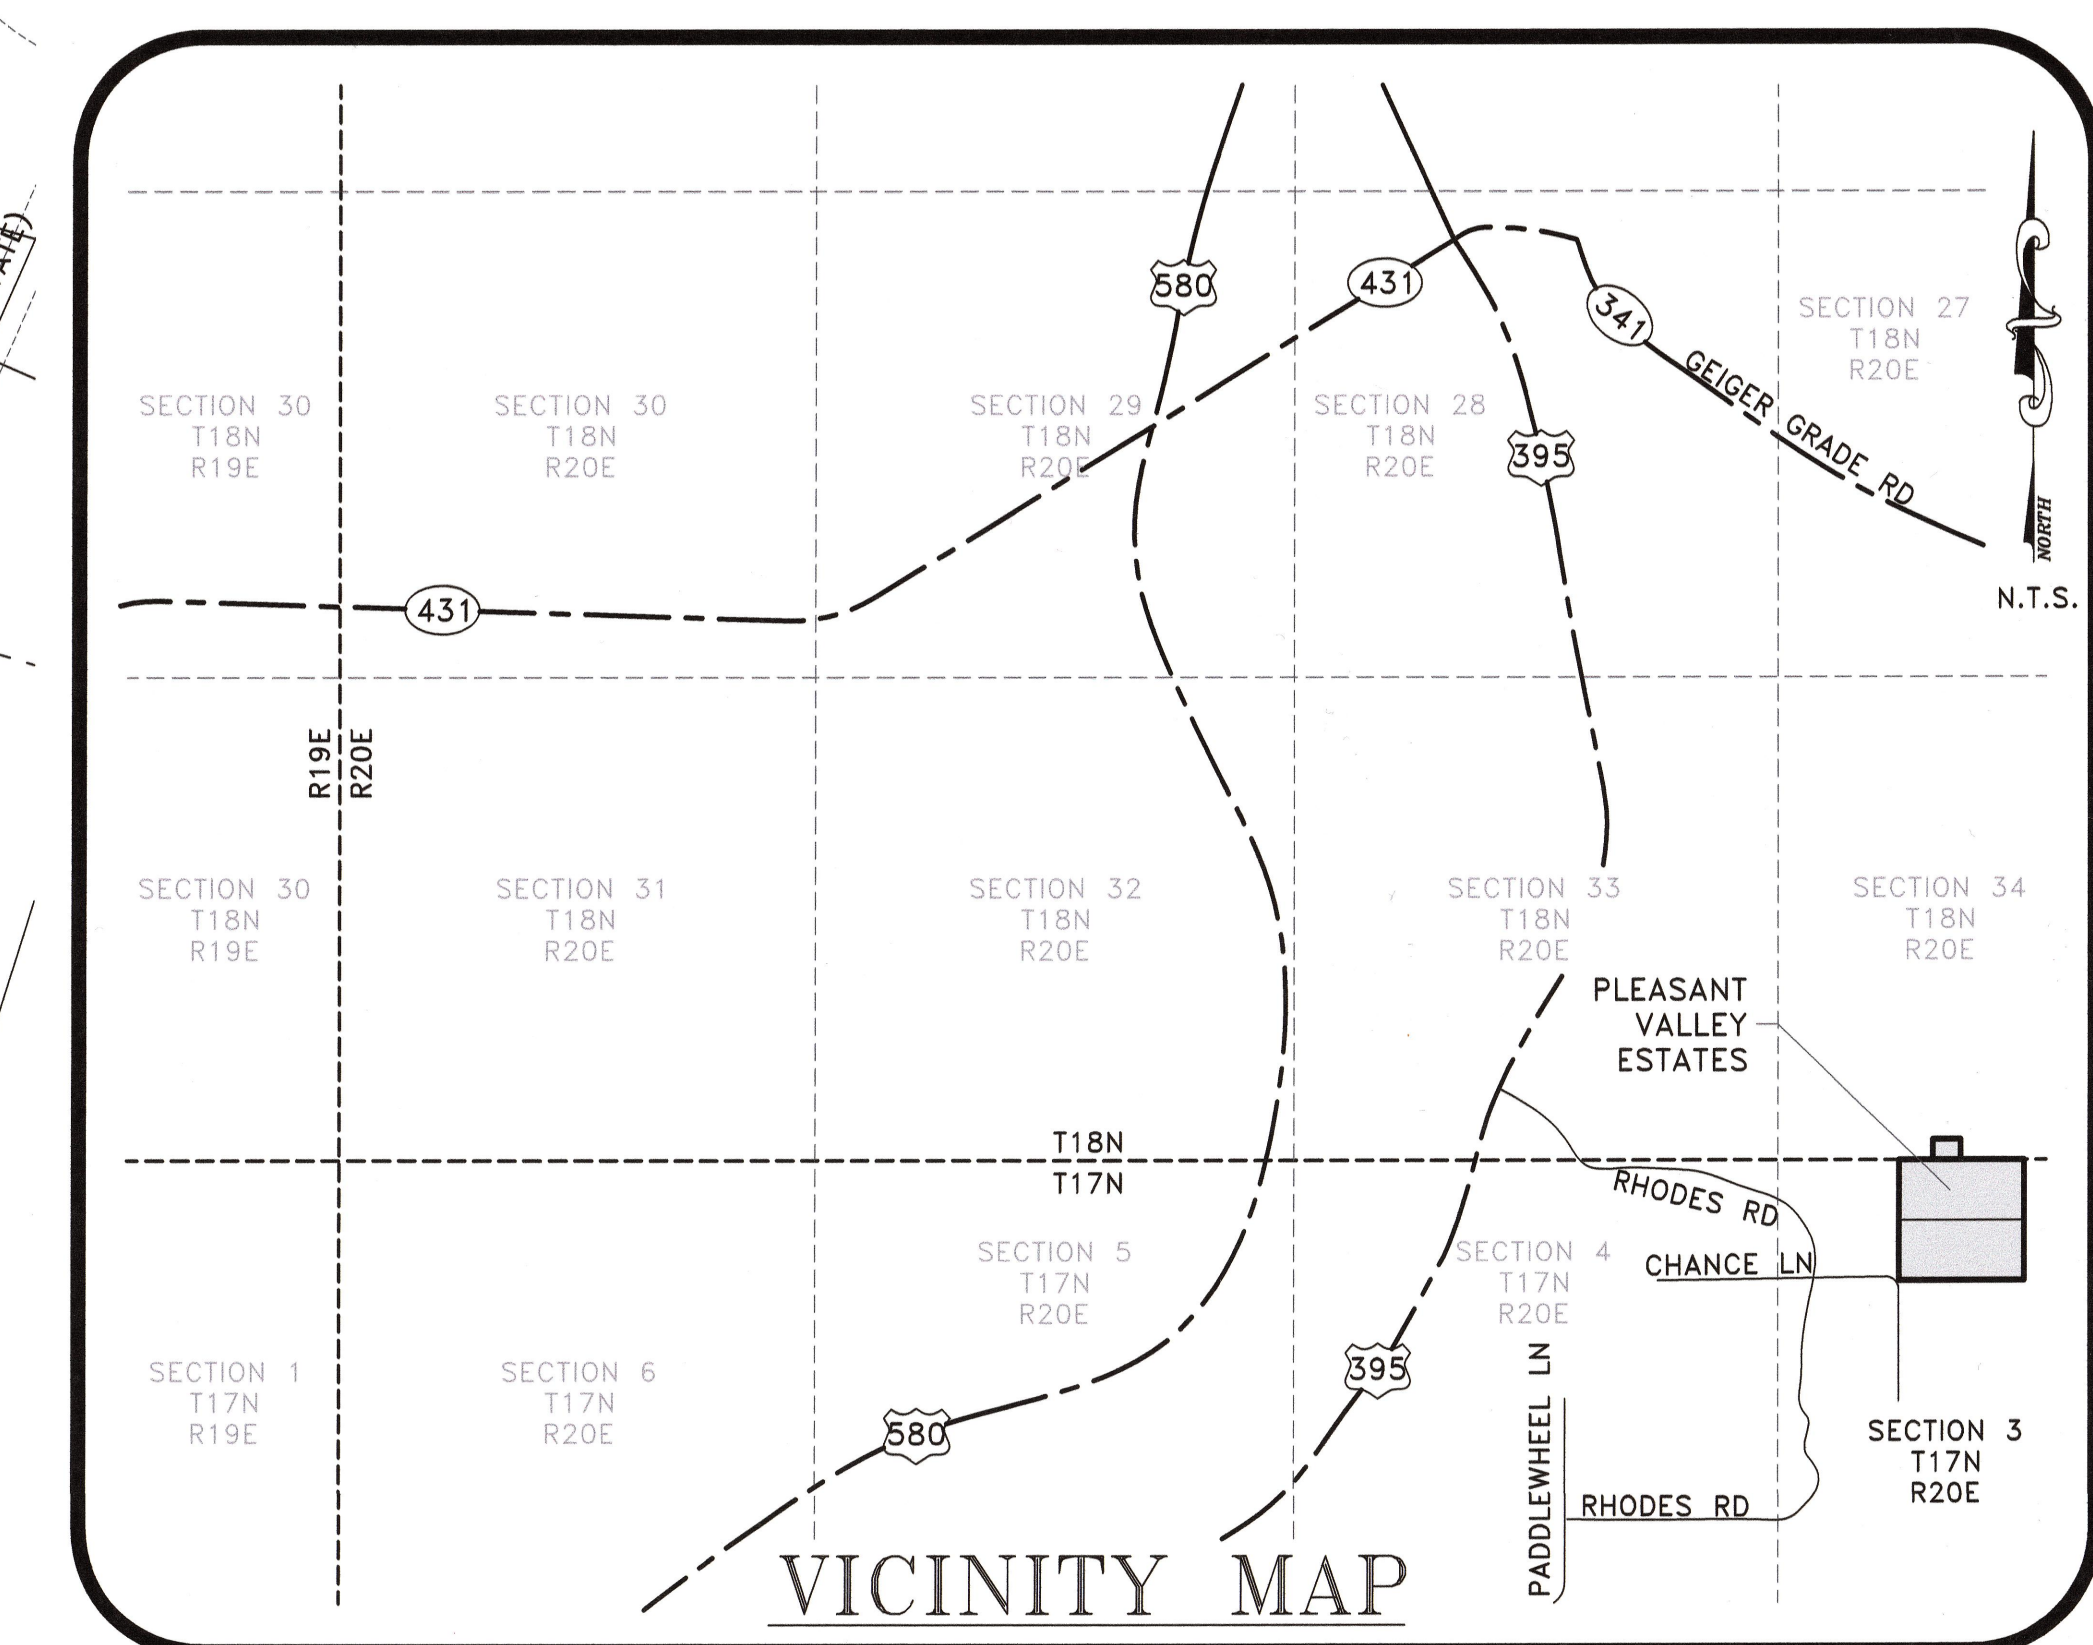 580
431
341
GEIGER GRADE RD
SECTION 27
T18N
R20E
NORTH
N.T.S.
SECTION 30
T18N
R19E
SECTION 30
T18N
R20E
SECTION 29
T18N
R20E
SECTION 28
T18N
R20E
395
431
R19E
R20E
SECTION 30
T18N
R19E
SECTION 31
T18N
R20E
SECTION 32
T18N
R20E
SECTION 33
T18N
R20E
SECTION 34
T18N
R20E
PLEASANT
VALLEY
ESTATES
T18N
T17N
RHODES RD
CHANCE LN
SECTION 5
T17N
R20E
SECTION 4
T17N
R20E
SECTION 1
T17N
R19E
SECTION 6
T17N
R20E
580
395
PADDLEWHEEL LN
RHODES RD
SECTION 3
T17N
R20E
VICINITY MAP